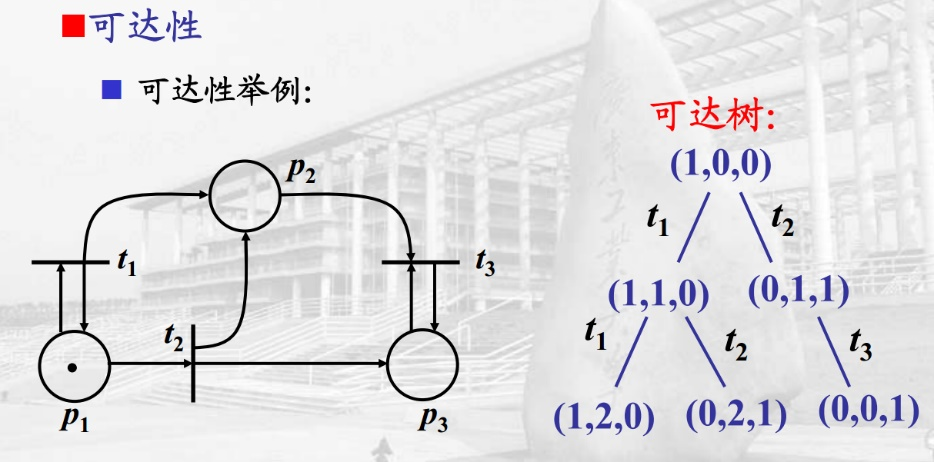 可达性
可达性举例:
可达树:
(1,0,0)
p2
t1
t2
t1
t3
(1,1,0)
(0,1,1)
t2
t1
t2
t3
(1,2,0)
(0,2,1)
(0,0,1)
p1
p3